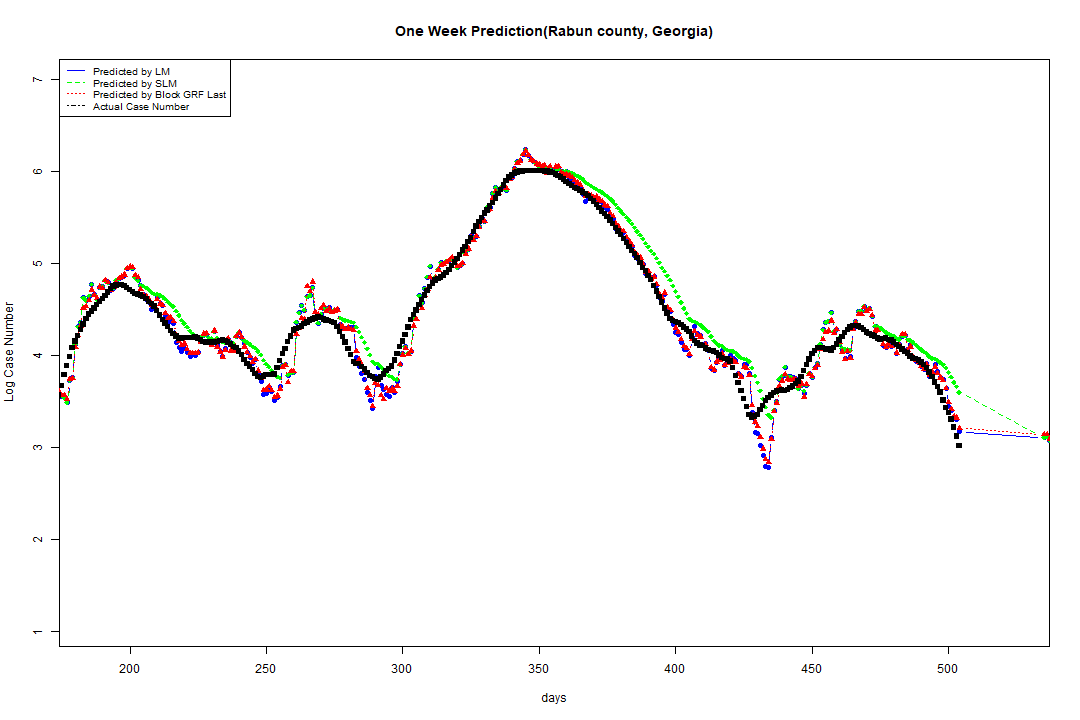 One Week Prediction(Rabun county, Georgia)
Predicted by LM
Predicted by SLM
Predicted by Block GRF Last
Actual Case Number
7
6
5
4
3
2
1
Log Case Number
200 250 300 350 400 450 500
days